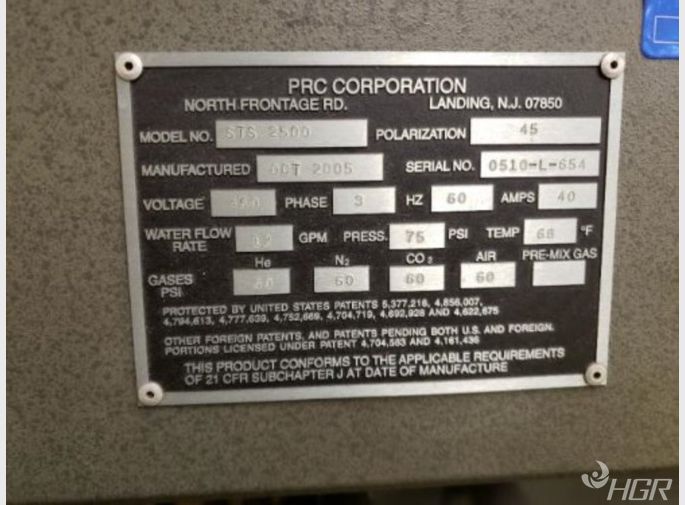 PRC CORPORATION
NORTH FRONTAGE RD. LANDING, N.J. 07850
MODEL NO. STS 2500 POLARIZATION 45
MANUFACTURED OCT 2005 SERIAL NO. 0510-L-654
VOLTAGE PHASE 3 HZ 60 AMPS 40
WATER FLOW RATE GPM PRESS. 75 PSI TEMP °F
He N2 CO2 AIR PRE-MIX GAS
GASES PSI 60 60 60
PROTECTED BY UNITED STATES PATENTS 5,377,216, 4,856,007,
4,794,613, 4,777,639, 4,752,669, 4,704,719, 4,692,928 AND 4,622,675
OTHER FOREIGN PATENTS, AND PATENTS PENDING BOTH U.S. AND FOREIGN.
PORTIONS LICENSED UNDER PATENT 4,704,583 AND 4,161,436
THIS PRODUCT CONFORMS TO THE APPLICABLE REQUIREMENTS
OF 21 CFR SUBCHAPTER J AT DATE OF MANUFACTURE
HGR